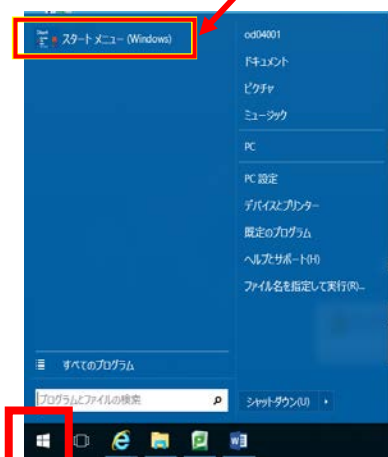 スタート メニュー (Windows)
od04001
ドキュメント
ピクチャ
ミュージック
PC
PC 設定
デバイスとプリンター
既定のプログラム
ヘルプとサポート(H)
ファイル名を指定して実行(R)...
すべてのプログラム
プログラムとファイルの検索
シャットダウン(U)